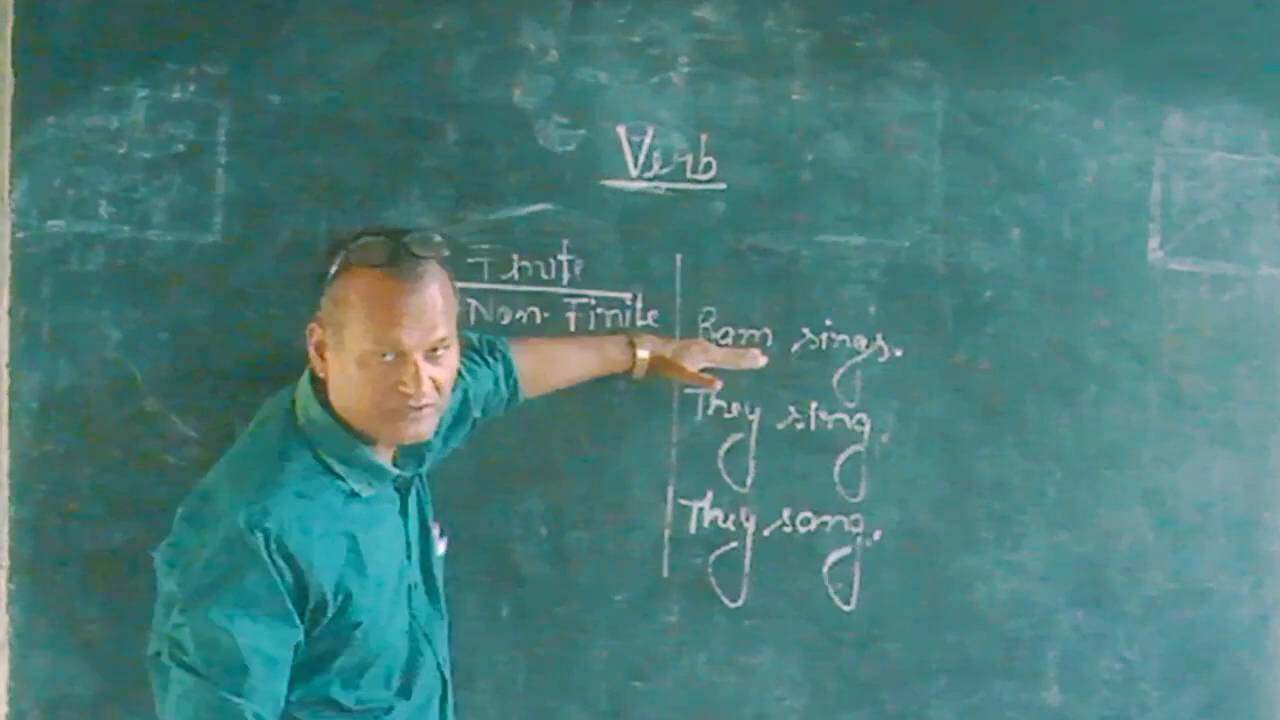 Verb
Finite
Non-Finite
Ram sings.
They sing.
They sang.